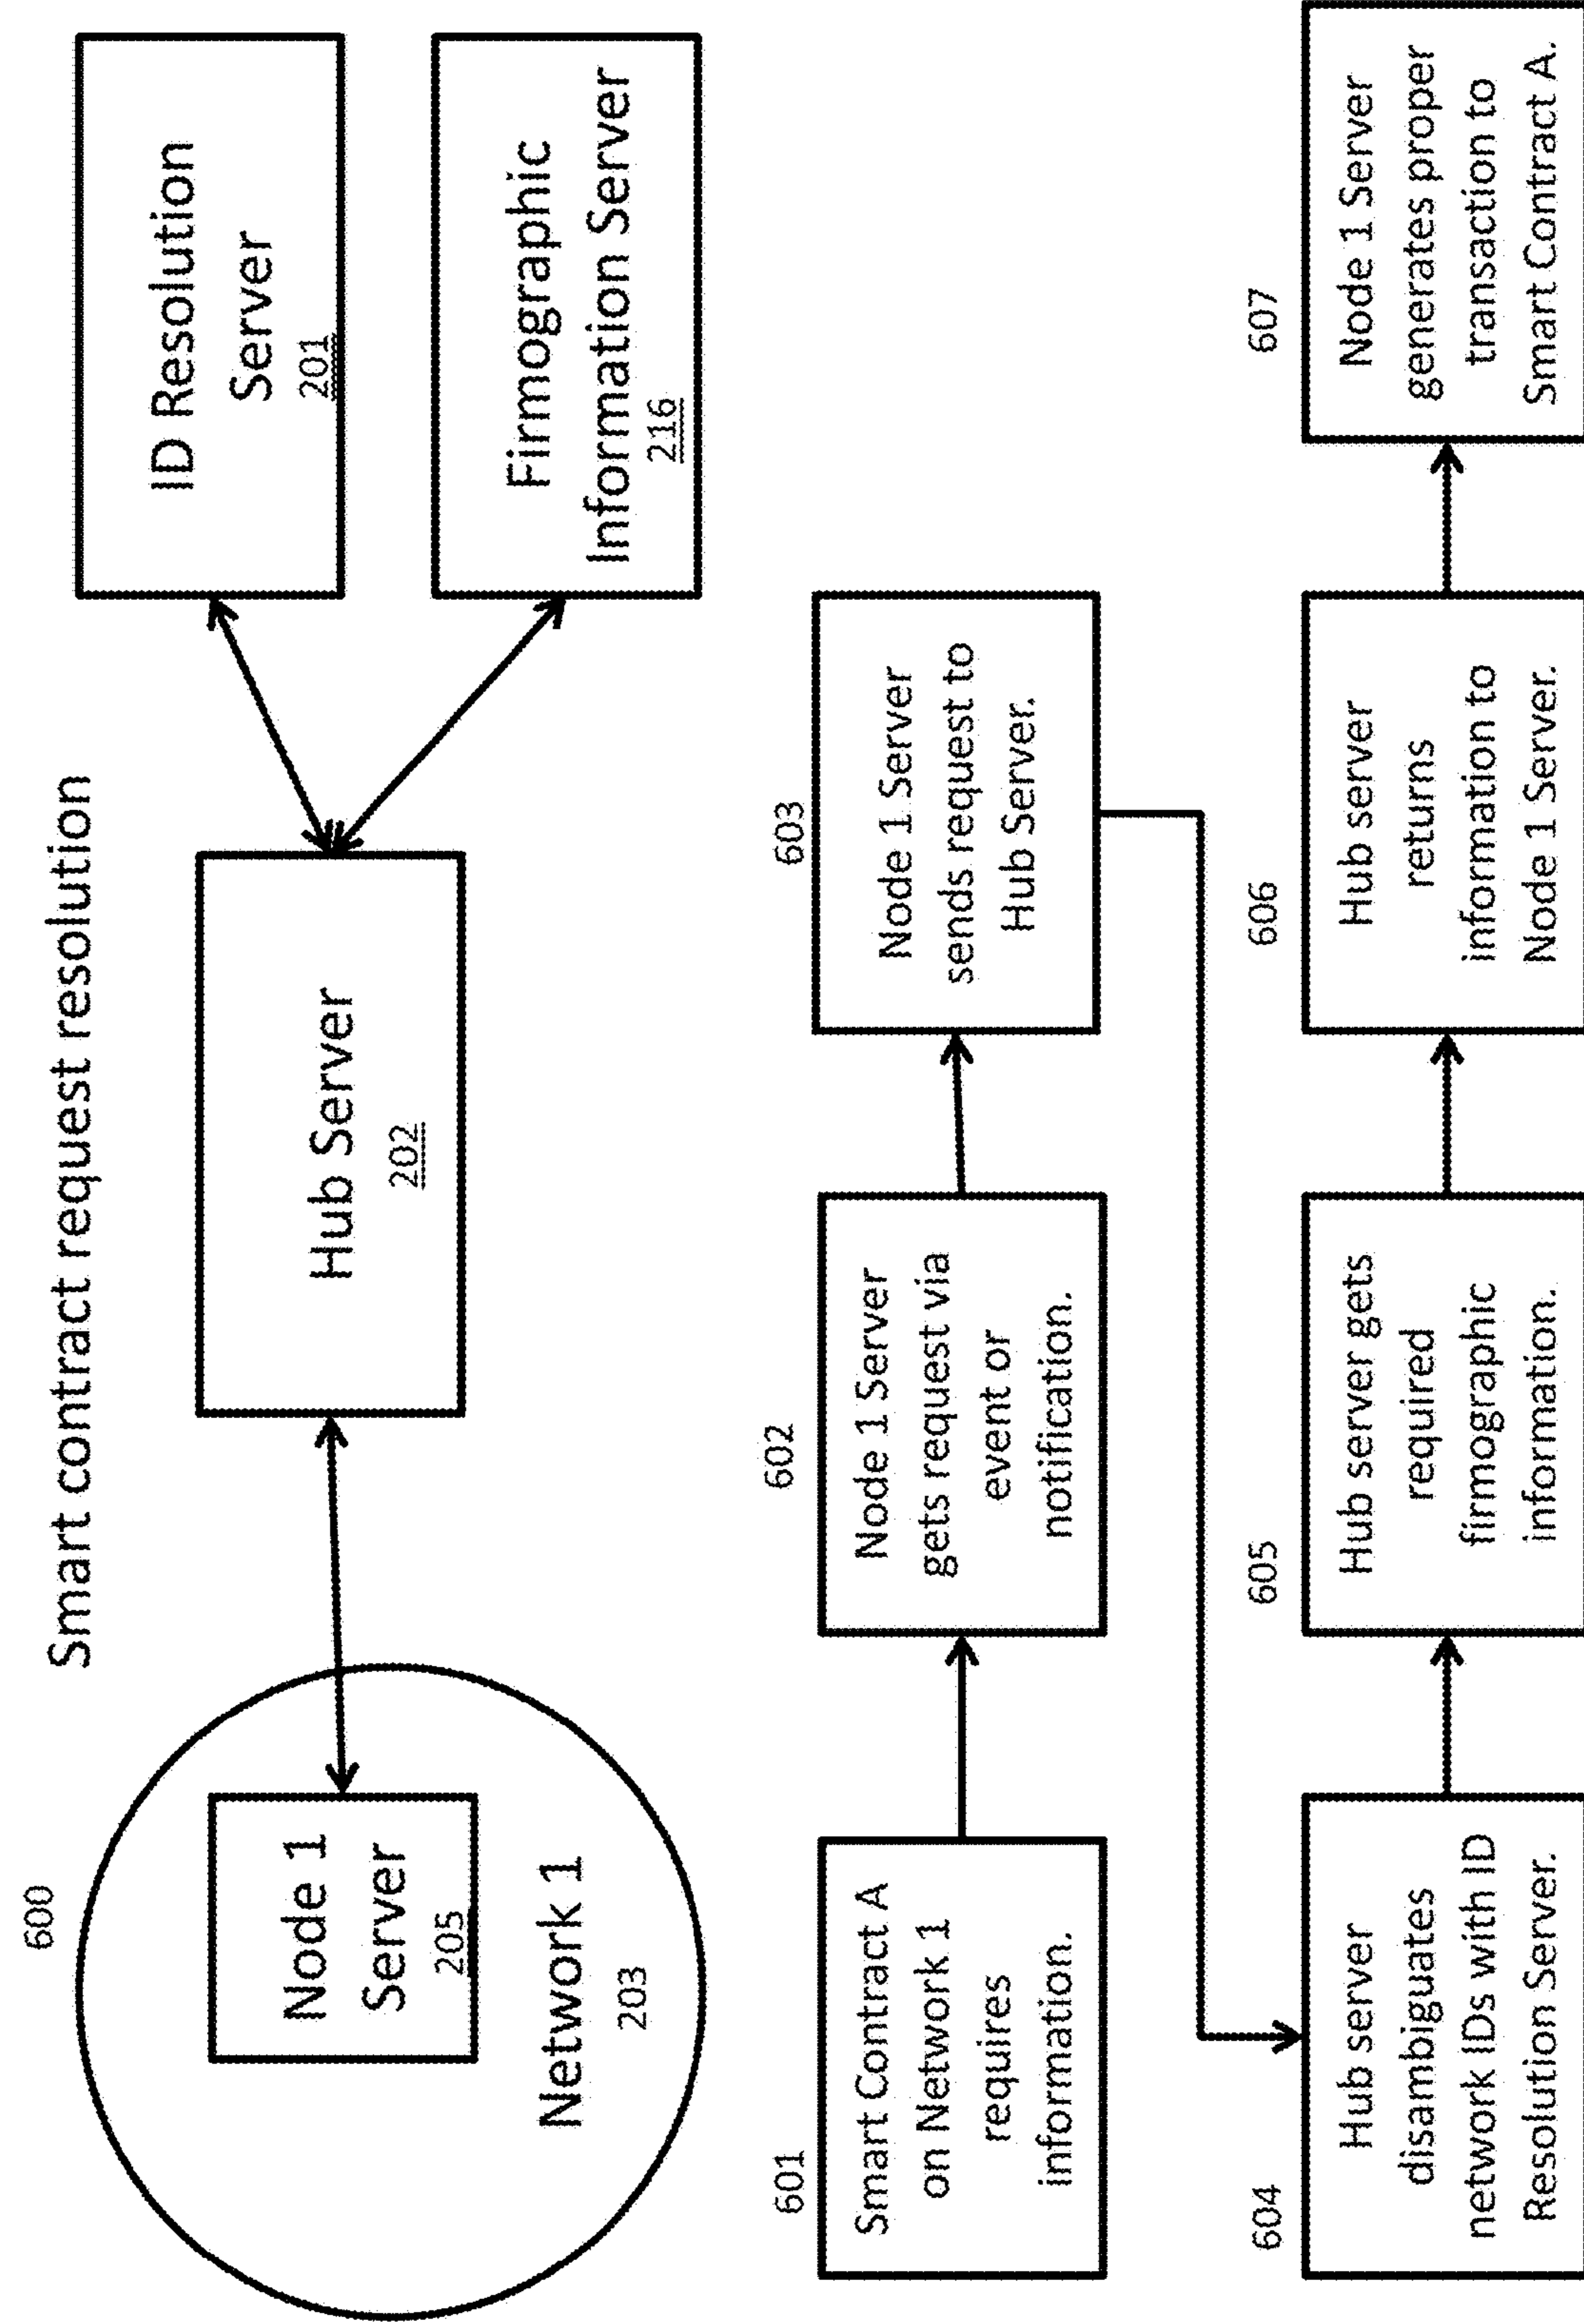 Smart contract request resolution
600
Node 1
Server
205
Network 1
203
Hub Server
202
ID Resolution
Server
201
Firmographic
Information Server
216
601
Smart Contract A
on Network 1
requires
information.
602
Node 1 Server
gets request via
event or
notification.
603
Node 1 Server
sends request to
Hub Server.
604
Hub server
disambiguates
network IDs with ID
Resolution Server.
605
Hub server gets
required
firmographic
information.
606
Hub server
returns
information to
Node 1 Server.
607
Node 1 Server
generates proper
transaction to
Smart Contract A.